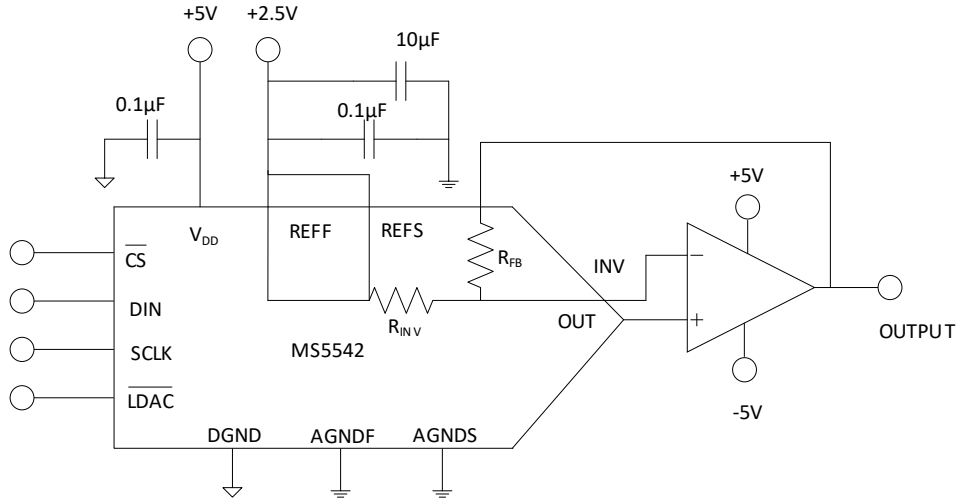 +5V
+2.5V
10μF
0.1μF
0.1μF
+5V
V_DD
REFF
REFS
R_FB
INV
CS
DIN
OUT
R_INV
OUTPUT
SCLK
MS5542
LDAC
-5V
DGND
AGNDF
AGNDS